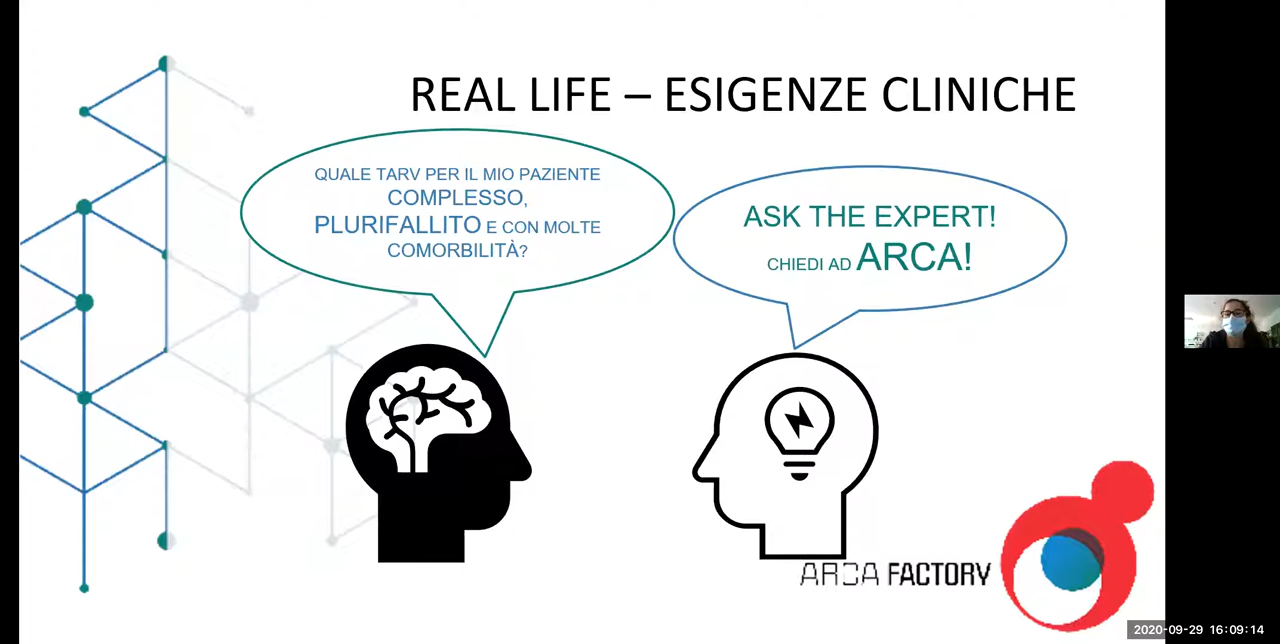 REAL LIFE – ESIGENZE CLINICHE
QUALE TARV PER IL MIO PAZIENTE
COMPLESSO,
PLURIFALLITO E CON MOLTE
COMORBILITÀ?
ASK THE EXPERT!
CHIEDI AD ARCA!
ARCA FACTORY
2020-09-29 16:09:14